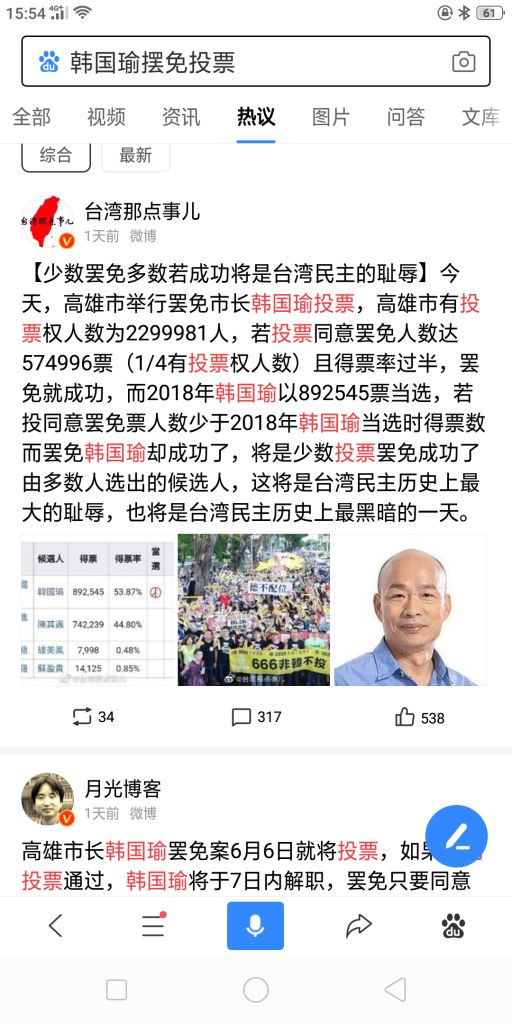 15:54 4G+ 61
du 韩国瑜摆免投票
全部 视频 资讯 热议 图片 问答 文库
综合 最新
台湾那点事儿
台湾那点事儿
1天前 微博
【少数罢免多数若成功将是台湾民主的耻辱】今
天，高雄市举行罢免市长韩国瑜投票，高雄市有投
票权人数为2299981人，若投票同意罢免人数达
574996票（1/4有投票权人数）且得票率过半，罢
免就成功，而2018年韩国瑜以892545票当选，若
投同意罢免票人数少于2018年韩国瑜当选时得票数
而罢免韩国瑜却成功了，将是少数投票罢免成功了
由多数人选出的候选人，这将是台湾民主历史上最
大的耻辱，也将是台湾民主历史上最黑暗的一天。
候選人 得票 得票率 當選
韓國瑜 892,545 53.87%
陳其邁 742,239 44.80%
璩美鳳 7,998 0.48%
蘇盈貴 14,125 0.85%
@台湾那点事儿
德不配位
666非韓不投
@台湾那点事儿
34 317 538
月光博客
1天前 微博
高雄市长韩国瑜罢免案6月6日就将投票，如
投票通过，韩国瑜将于7日内解职，罢免只要同意
du